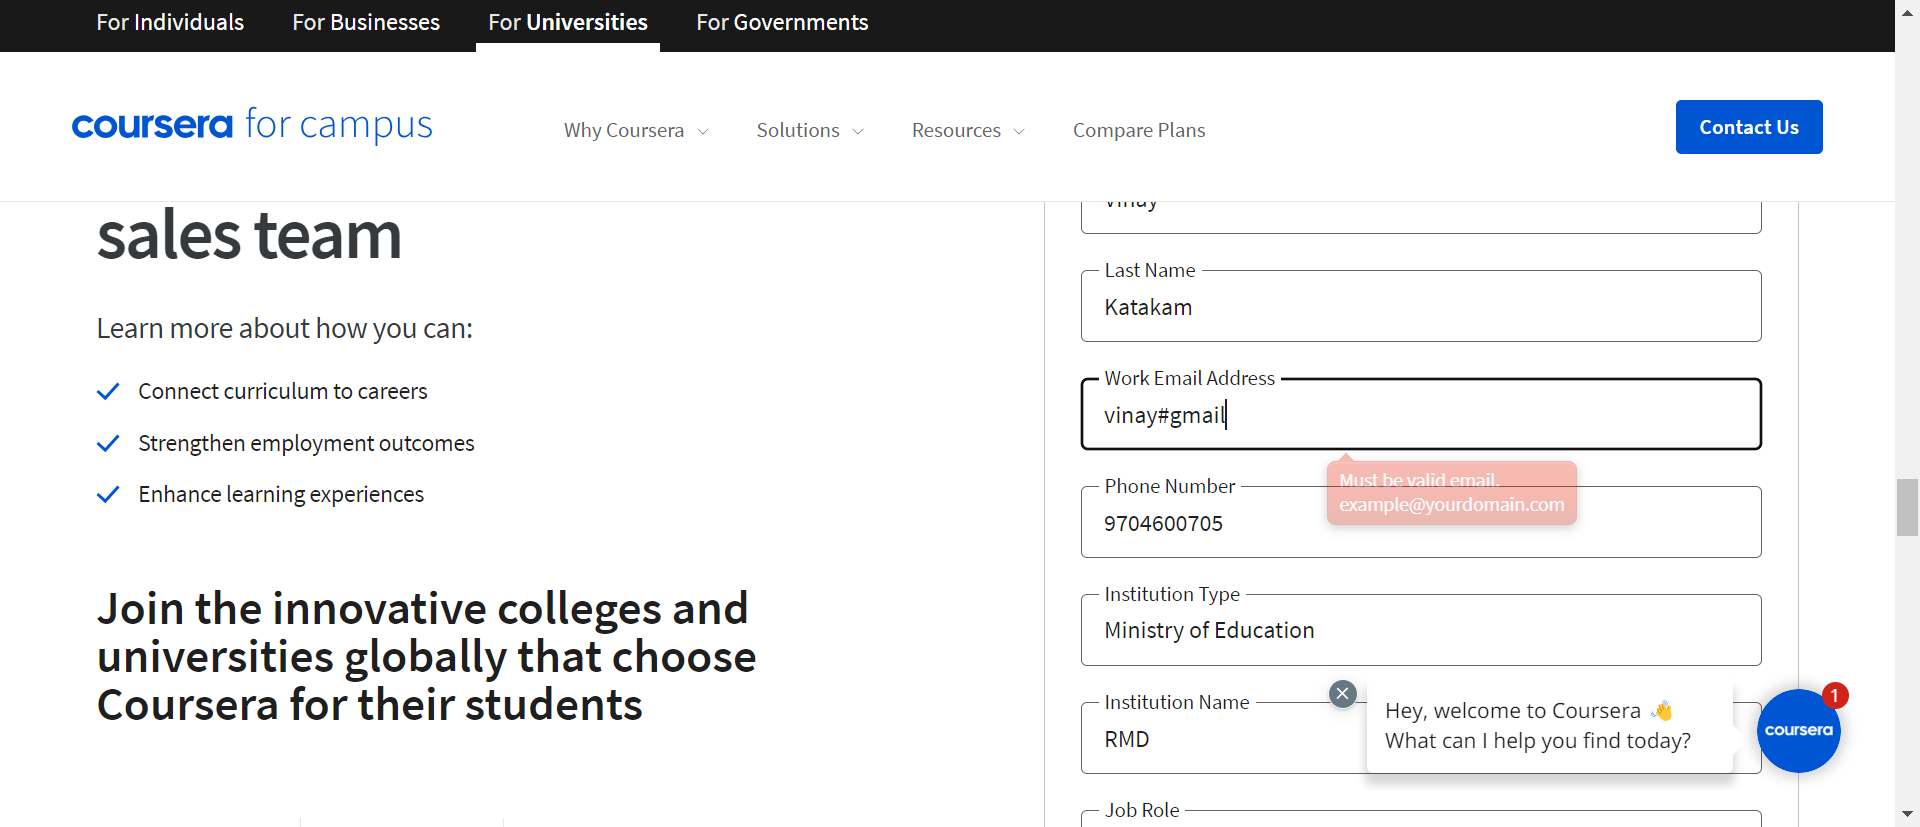 For Individuals
For Businesses
For Universities
For Governments
coursera for campus
Why Coursera
Solutions
Resources
Compare Plans
Contact Us
sales team
Learn more about how you can:
Connect curriculum to careers
Strengthen employment outcomes
Enhance learning experiences
Join the innovative colleges and
universities globally that choose
Coursera for their students
Vinay
Last Name
Katakam
Work Email Address
vinay#gmail
Must be valid email.
example@yourdomain.com
Phone Number
9704600705
Institution Type
Ministry of Education
Institution Name
RMD
Job Role
Hey, welcome to Coursera 👋
What can I help you find today?
coursera
1